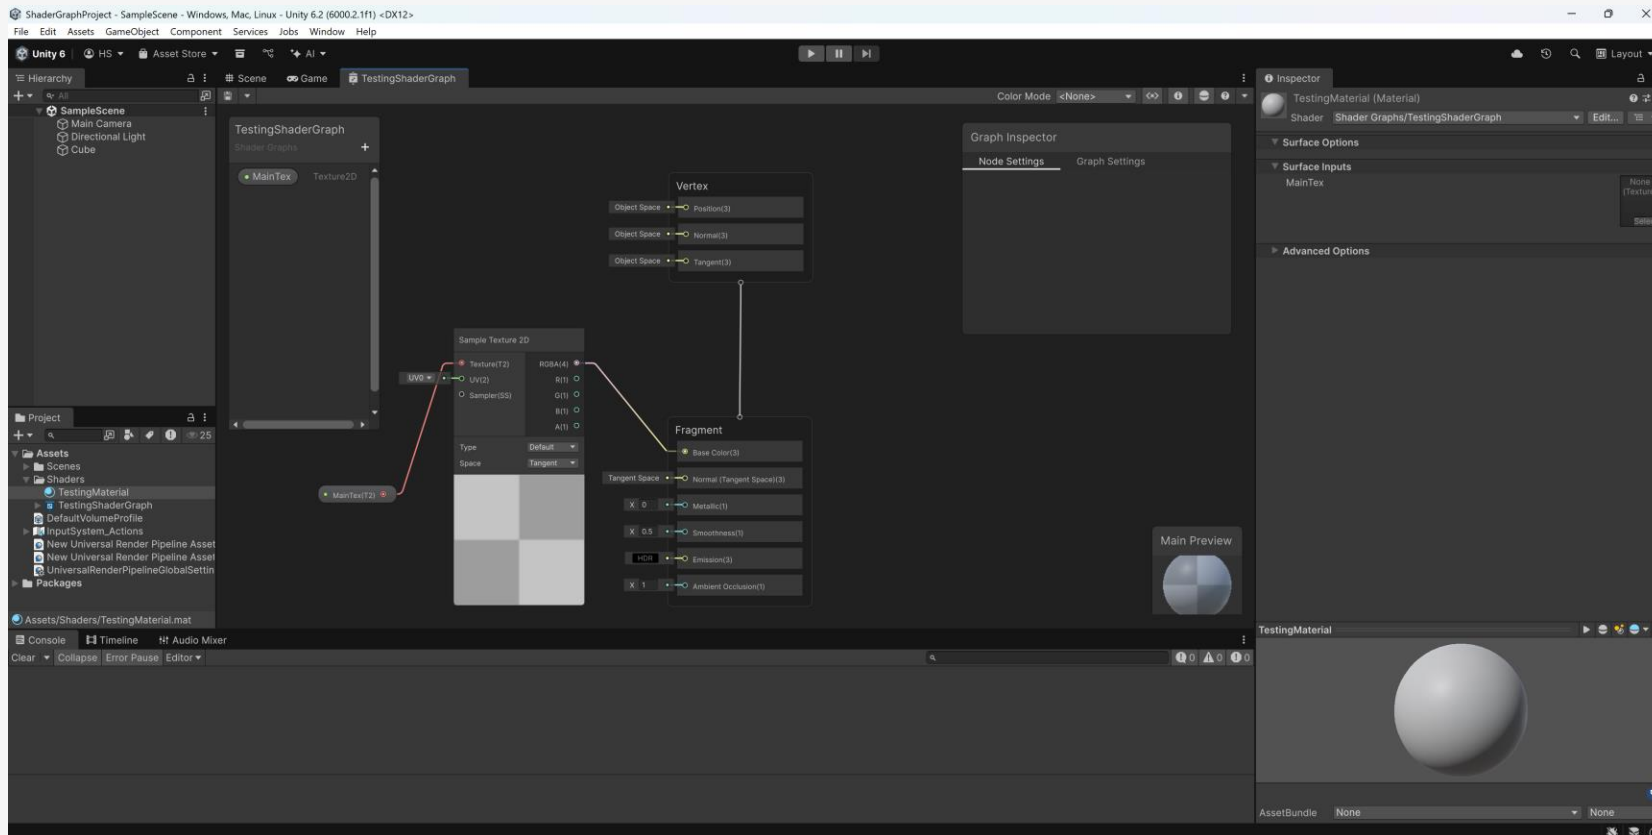 ShaderGraphProject - SampleScene - Windows, Mac, Linux - Unity 6.2 (6000.2.1f1) <DX12>
File Edit Assets GameObject Component Services Jobs Window Help
Unity 6 HS Asset Store AI Layout
Hierarchy
All
SampleScene
Main Camera
Directional Light
Cube
Scene Game TestingShaderGraph
Color Mode <None>
TestingShaderGraph
Shader Graphs
MainTex Texture2D
Vertex
Object Space Position(3)
Object Space Normal(3)
Object Space Tangent(3)
Sample Texture 2D
Texture(T2) RGBA(4)
UV0 UV(2) R(1)
Sampler(SS) G(1)
B(1)
A(1)
Type Default
Space Tangent
MainTex(T2)
Fragment
Base Color(3)
Tangent Space Normal (Tangent Space)(3)
X 0 Metallic(1)
X 0.5 Smoothness(1)
HDR Emission(3)
X 1 Ambient Occlusion(1)
Graph Inspector
Node Settings Graph Settings
Main Preview
Inspector
TestingMaterial (Material)
Shader Shader Graphs/TestingShaderGraph Edit...
Surface Options
Surface Inputs
MainTex
None
(Textur
Selec
Advanced Options
Project
25
Assets
Scenes
Shaders
TestingMaterial
TestingShaderGraph
DefaultVolumeProfile
InputSystem_Actions
New Universal Render Pipeline Asset
New Universal Render Pipeline Asset
UniversalRenderPipelineGlobalSettin
Packages
Assets/Shaders/TestingMaterial.mat
Console Timeline Audio Mixer
Clear Collapse Error Pause Editor
0 0 0
TestingMaterial
AssetBundle None None